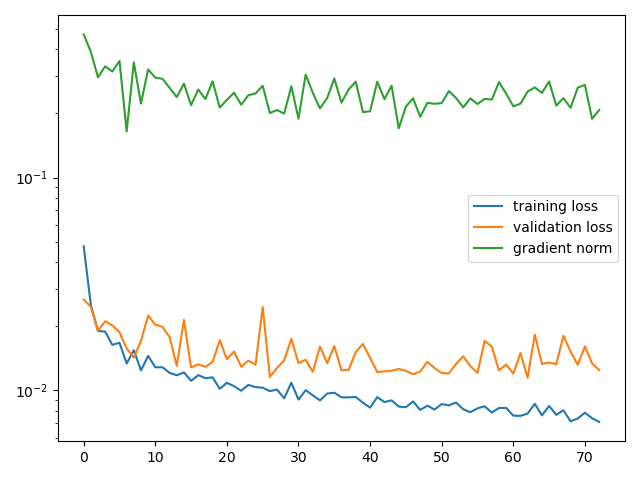 10⁻¹
10⁻²
training loss
validation loss
gradient norm
0 10 20 30 40 50 60 70